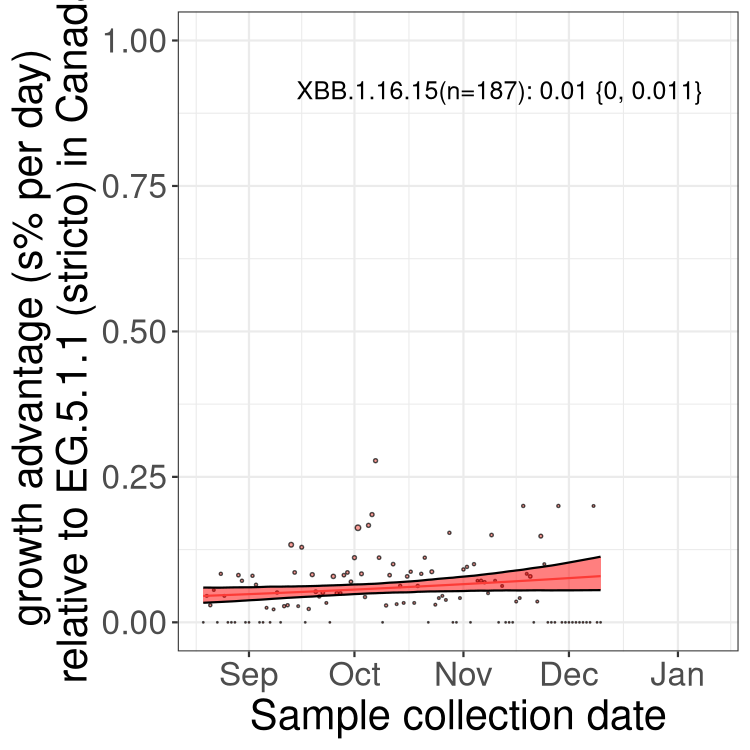 growth advantage (s% per day)
relative to EG.5.1.1 (stricto) in Canada
1.00
0.75
0.50
0.25
0.00
XBB.1.16.15(n=187): 0.01 {0, 0.011}
Sep Oct Nov Dec Jan
Sample collection date